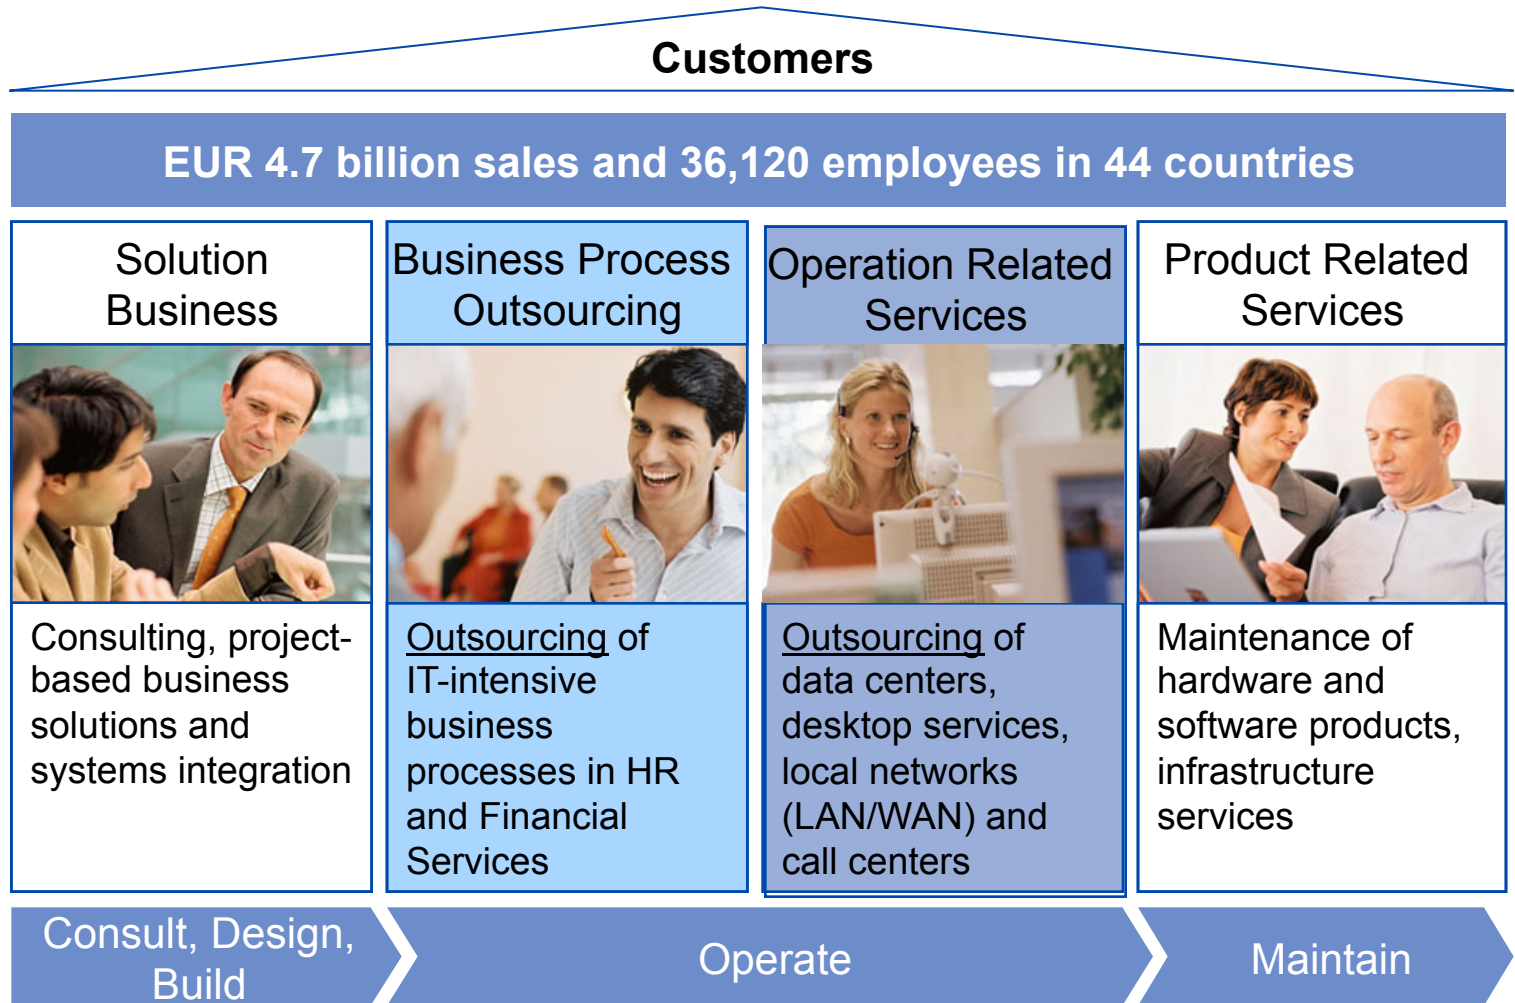 Customers
EUR 4.7 billion sales and 36,120 employees in 44 countries
Solution
Business
Business Process
Outsourcing
Operation Related
Services
Product Related
Services
Consulting, project-
based business
solutions and
systems integration
Outsourcing of
IT-intensive
business
processes in HR
and Financial
Services
Outsourcing of
data centers,
desktop services,
local networks
(LAN/WAN) and
call centers
Maintenance of
hardware and
software products,
infrastructure
services
Consult, Design,
Build
Operate
Maintain